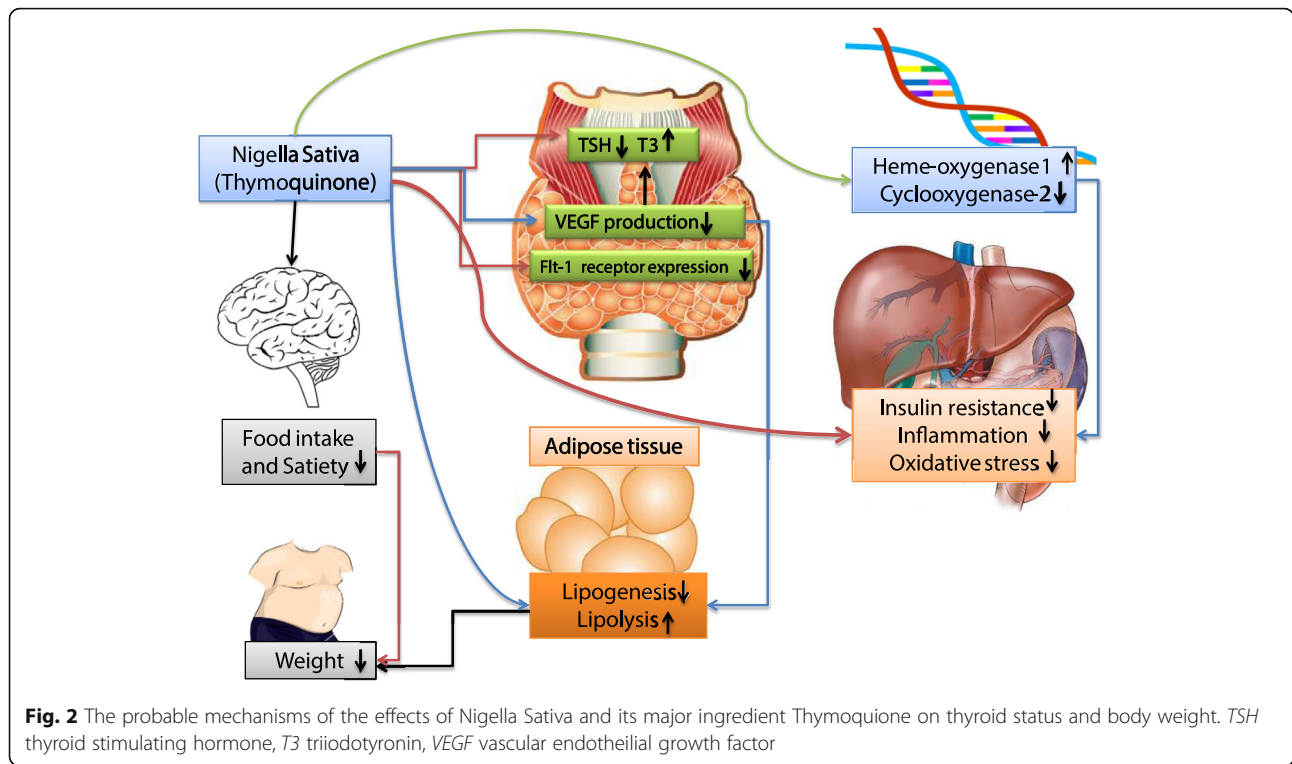 Nigella Sativa
(Thymoquinone)
TSH ↓ T3 ↑
VEGF production ↓
Flt-1 receptor expression ↓
Heme-oxygenase 1 ↑
Cyclooxygenase-2 ↓
Insulin resistance ↓
Inflammation ↓
Oxidative stress ↓
Food intake
and Satiety ↓
Adipose tissue
Lipogenesis ↓
Lipolysis ↑
Weight ↓
Fig. 2 The probable mechanisms of the effects of Nigella Sativa and its major ingredient Thymoquione on thyroid status and body weight. TSH
thyroid stimulating hormone, T3 triiodotyronin, VEGF vascular endotheilial growth factor